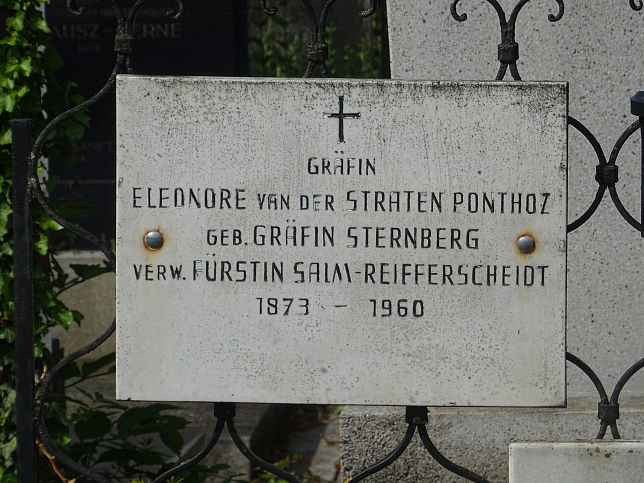 GRÄFIN
ELEONORE VAN DER STRATEN PONTHOZ
GEB. GRÄFIN STERNBERG
VERW. FÜRSTIN SALM-REIFFERSCHEIDT
1873 – 1960